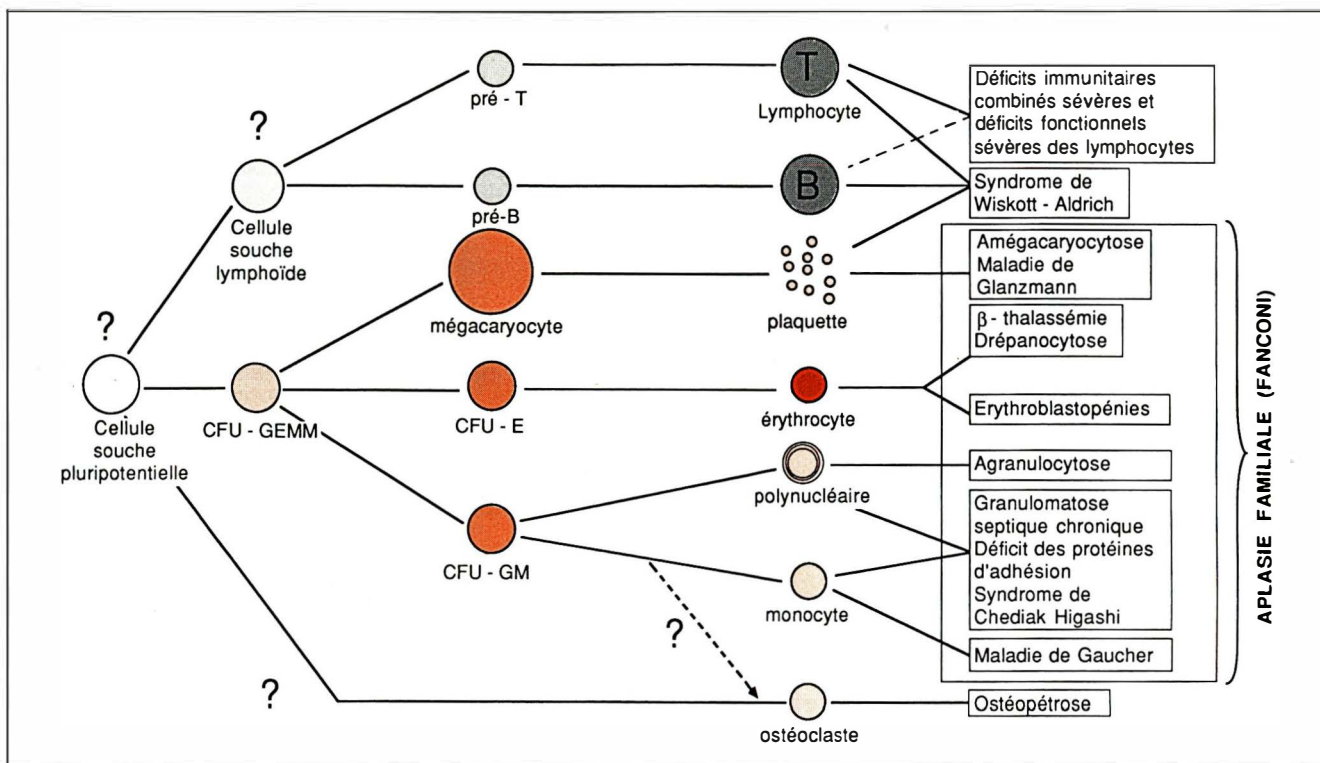 ?
pré - T
T
Lymphocyte
Déficits immunitaires
combinés sévères et
déficits fonctionnels
sévères des lymphocytes
Cellule
souche
lymphoïde
pré-B
B
Syndrome de
Wiskott - Aldrich
?
mégacaryocyte
plaquette
Amégacaryocytose
Maladie de
Glanzmann
Cellule
souche
pluripotentielle
CFU - GEMM
CFU - E
érythrocyte
β - thalassémie
Drépanocytose
Erythroblastopénies
polynucléaire
Agranulocytose
CFU - GM
monocyte
Granulomatose
septique chronique
Déficit des protéines
d'adhésion
Syndrome de
Chediak Higashi
Maladie de Gaucher
?
?
ostéoclaste
Ostéopétrose
APLASIE FAMILIALE (FANCONI)